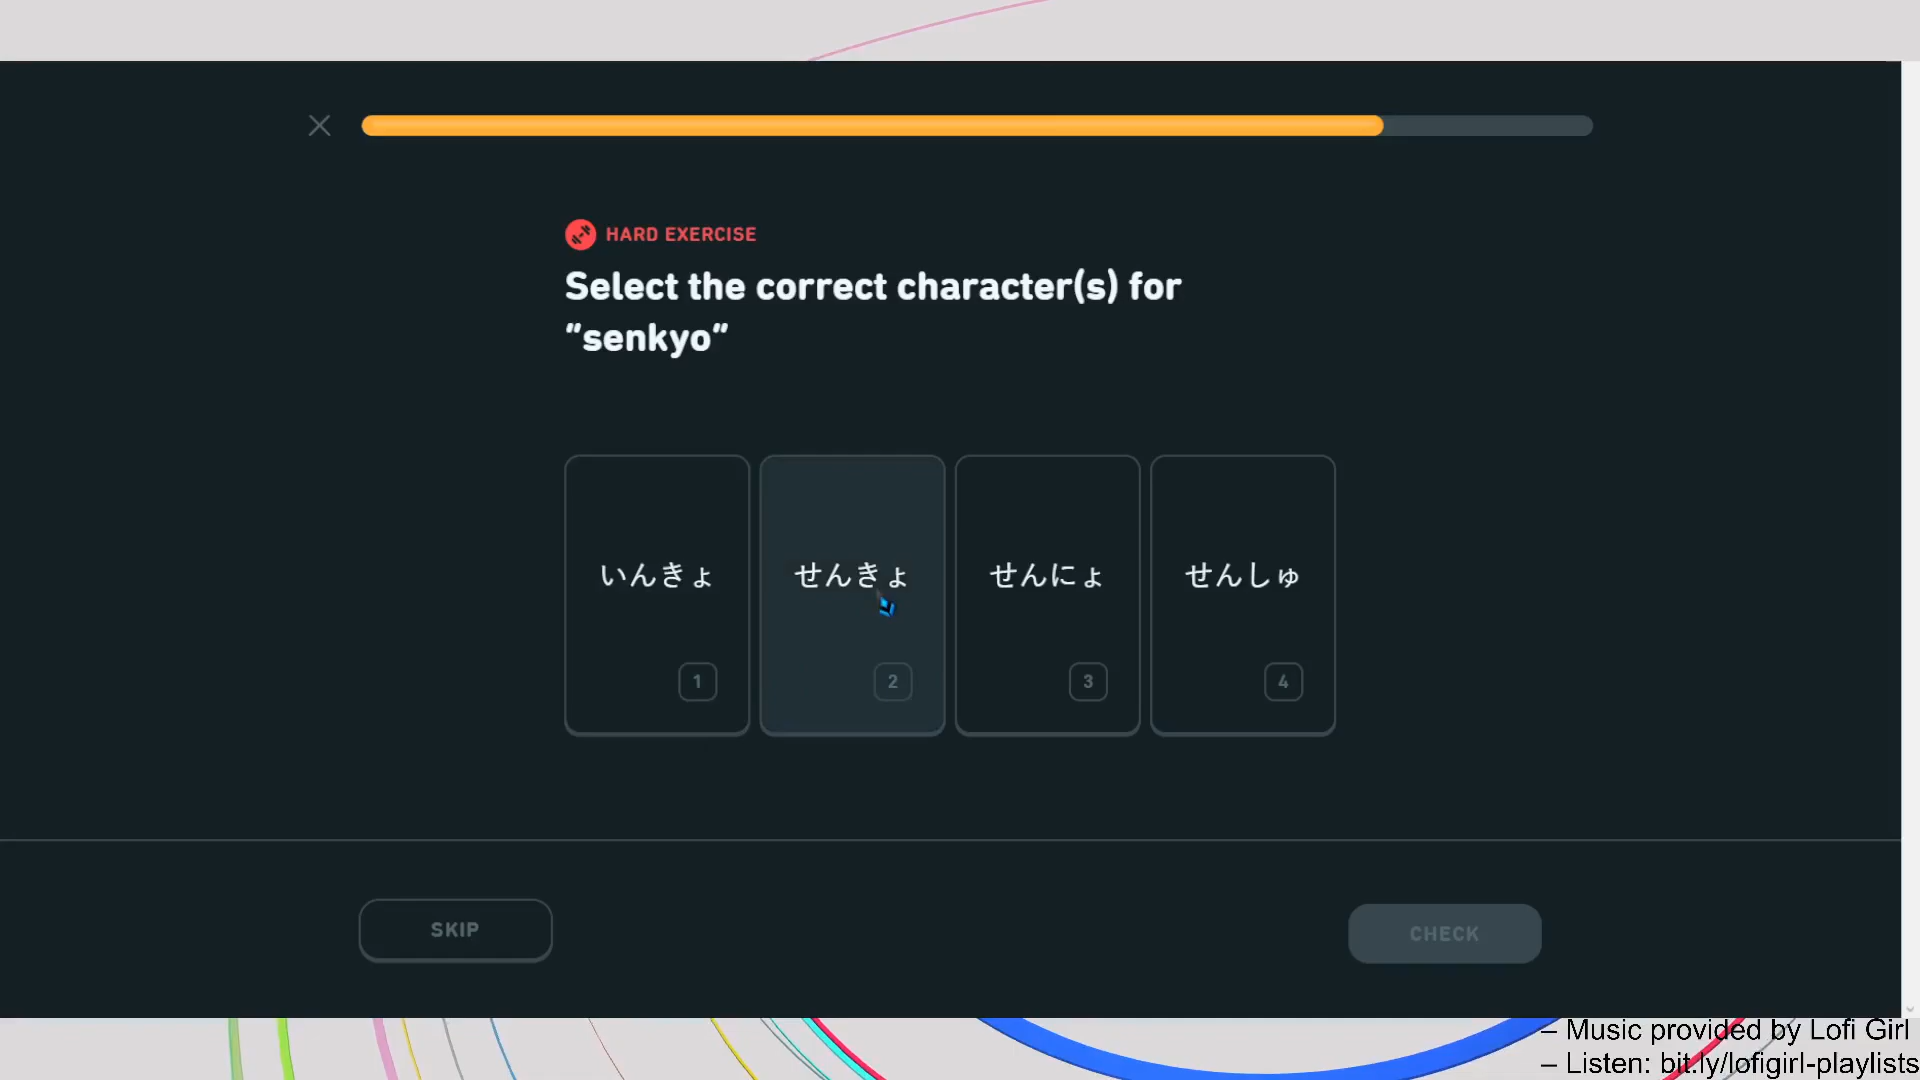 HARD EXERCISE
Select the correct character(s) for
"senkyo"
いんきょ
せんきょ
せんにょ
せんしゅ
1
2
3
4
SKIP
CHECK
– Music provided by Lofi Girl
– Listen: bit.ly/lofigirl-playlists